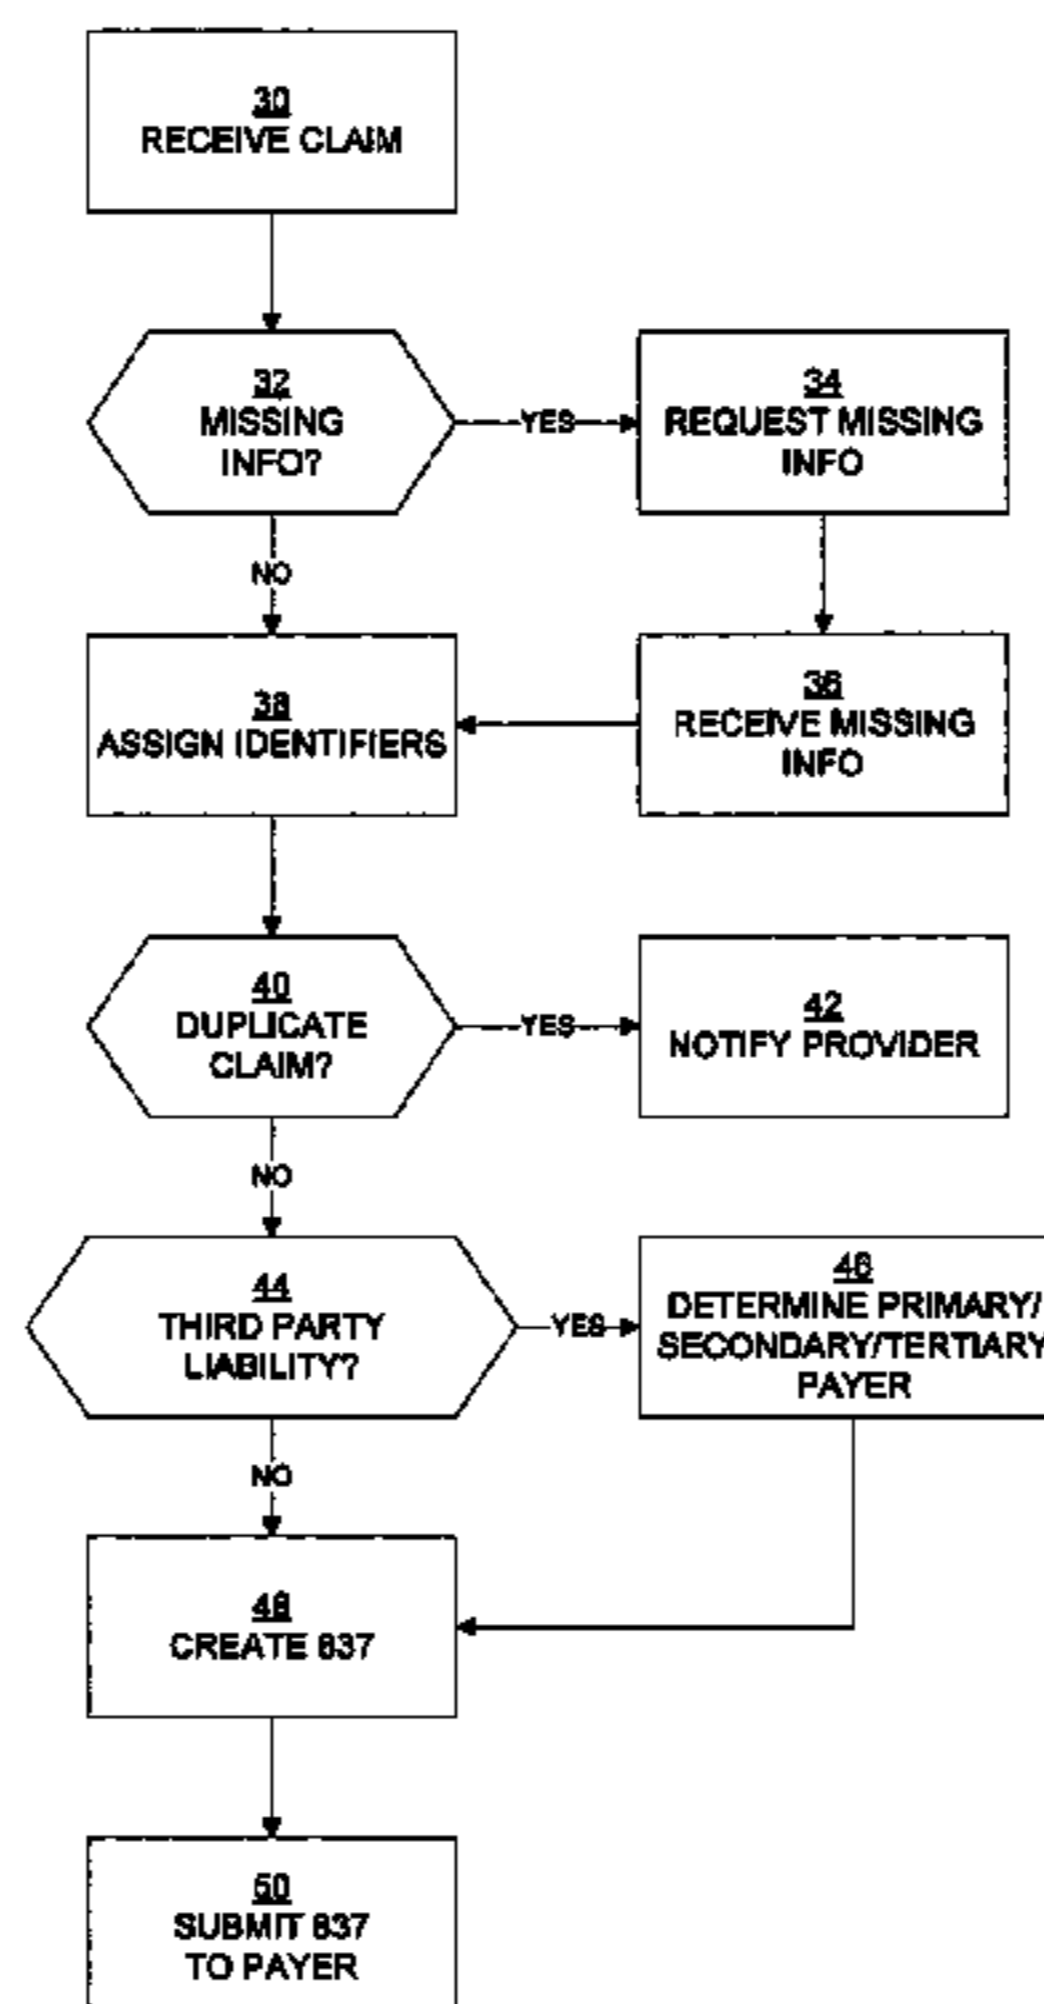 30
RECEIVE CLAIM
32
MISSING
INFO?
YES
34
REQUEST MISSING
INFO
NO
38
ASSIGN IDENTIFIERS
36
RECEIVE MISSING
INFO
40
DUPLICATE
CLAIM?
YES
42
NOTIFY PROVIDER
NO
44
THIRD PARTY
LIABILITY?
YES
46
DETERMINE PRIMARY/
SECONDARY/TERTIARY
PAYER
NO
48
CREATE 837
50
SUBMIT 837
TO PAYER